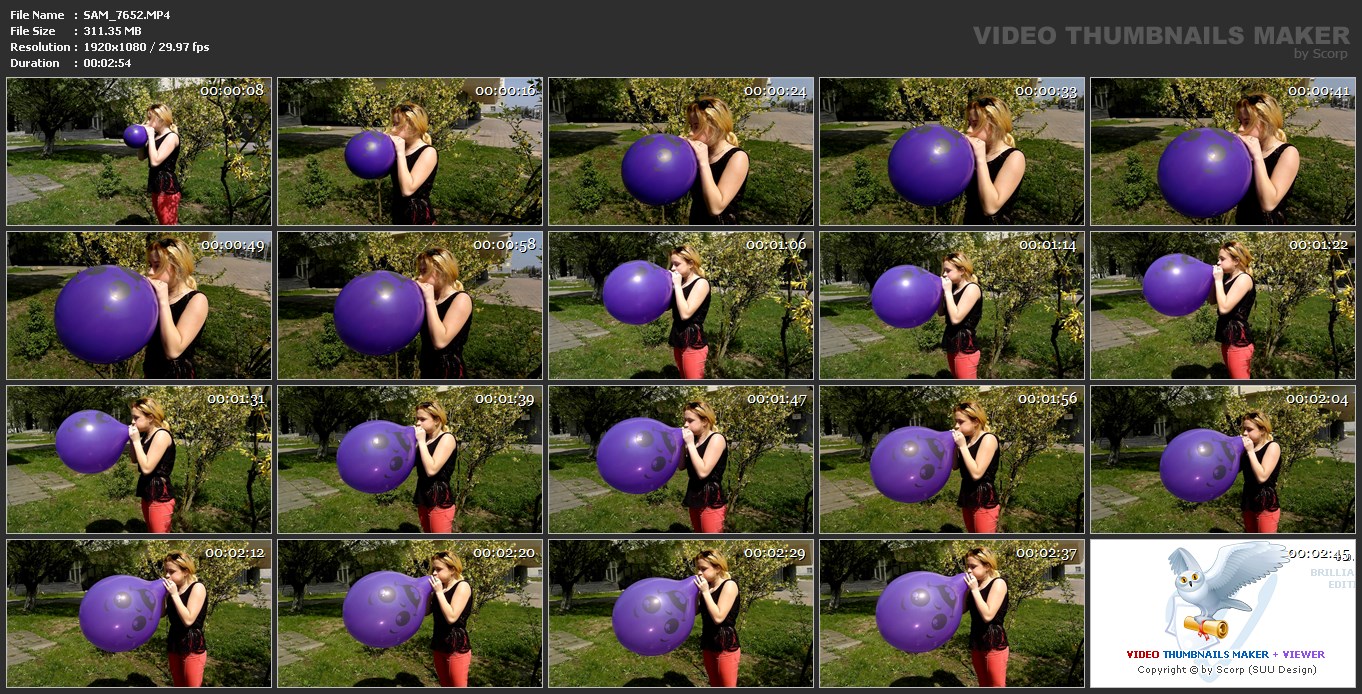 File Name : SAM_7652.MP4
File Size : 311.35 MB
Resolution : 1920x1080 / 29.97 fps
Duration : 00:02:54
VIDEO THUMBNAILS MAKER
by Scorp
00:00:08
00:00:16
00:00:24
00:00:33
00:00:41
00:00:49
00:00:58
00:01:06
00:01:14
00:01:22
00:01:31
00:01:39
00:01:47
00:01:56
00:02:04
00:02:12
00:02:20
00:02:29
00:02:37
00:02:45
BRILLIA
EDIT
VIDEO THUMBNAILS MAKER + VIEWER
Copyright © by Scorp (SUU Design)